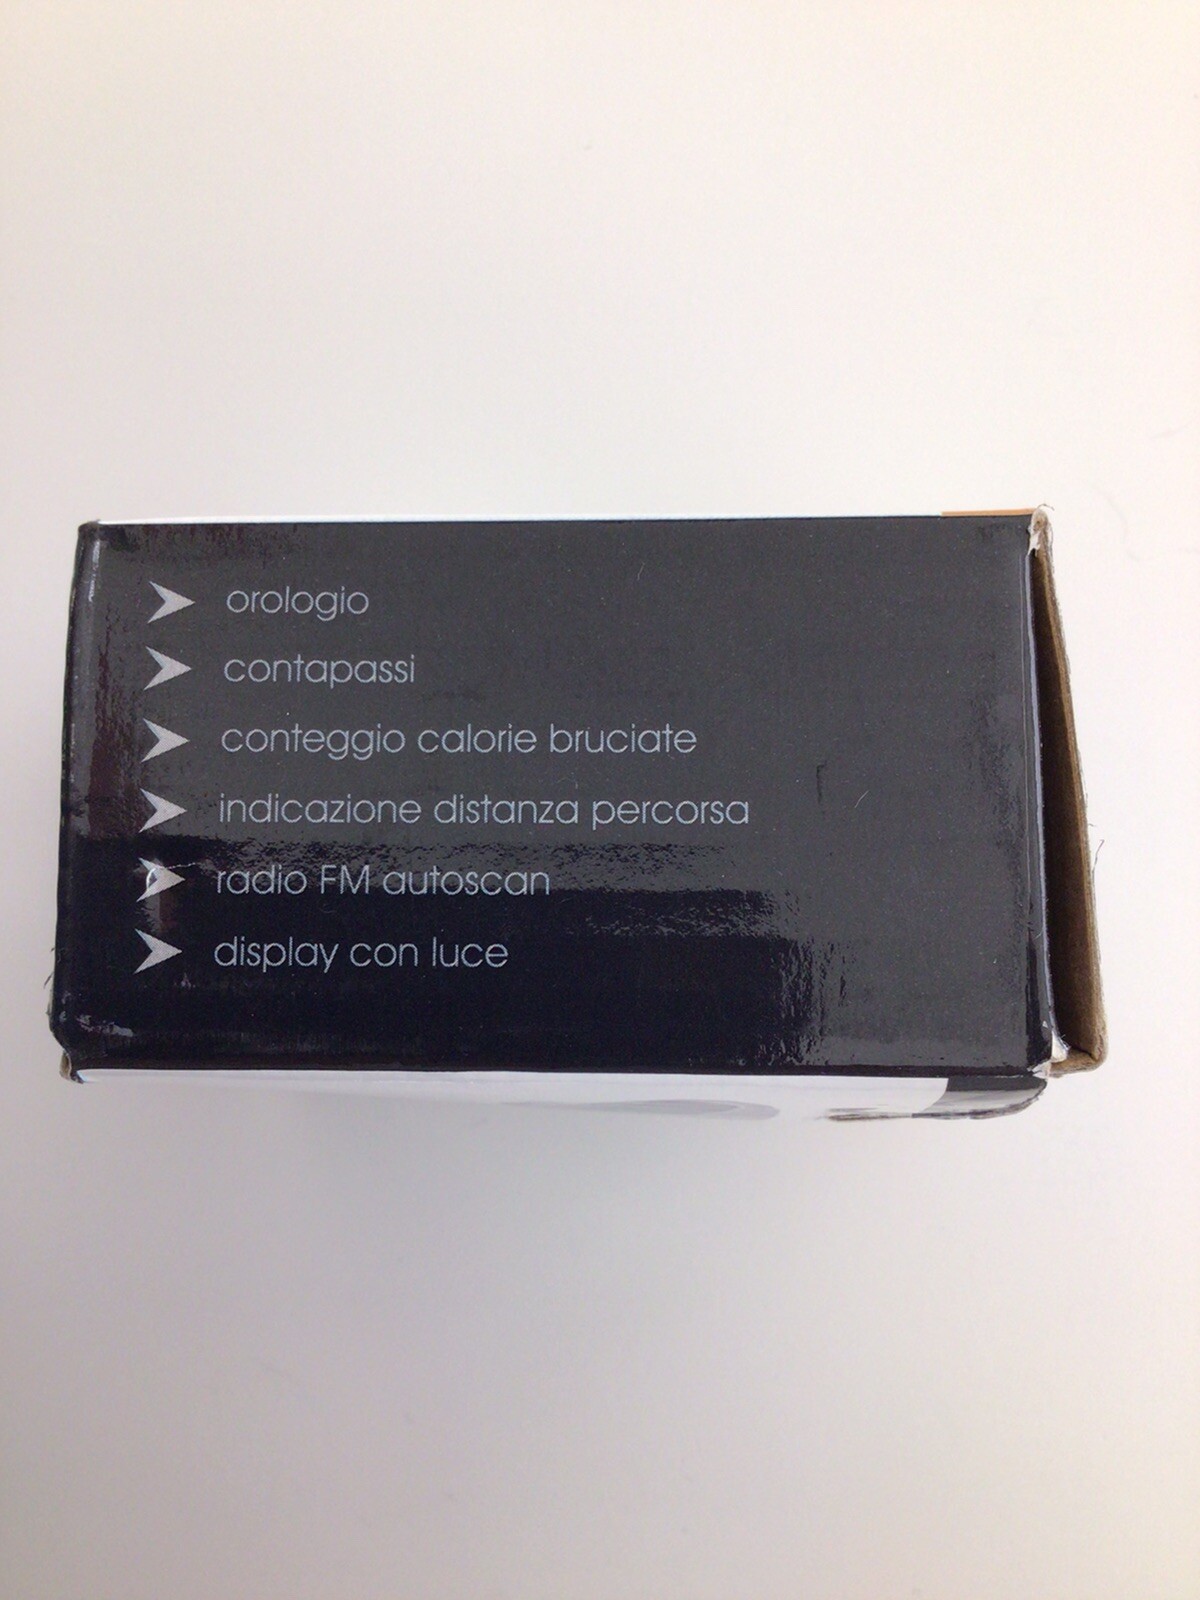 orologio
contapassi
conteggio calorie bruciate
indicazione distanza percorsa
radio FM autoscan
display con luce